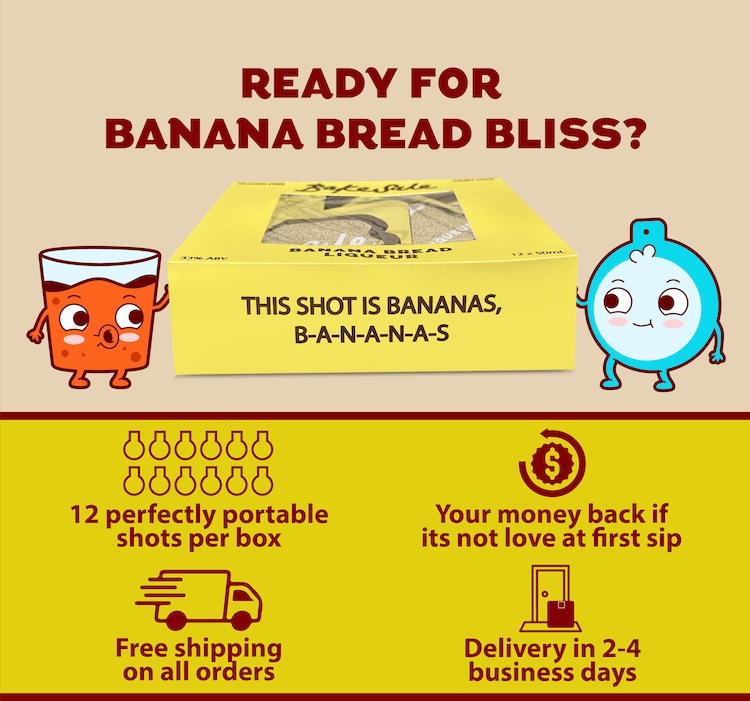 READY FOR
BANANA BREAD BLISS?
GLUTEN FREE
DAIRY FREE
BakeSale
BANANA BREAD
LIQUEUR
33% ABV
12 x 50ml
THIS SHOT IS BANANAS,
B-A-N-A-N-A-S
12 perfectly portable
shots per box
Your money back if
its not love at first sip
Free shipping
on all orders
Delivery in 2-4
business days